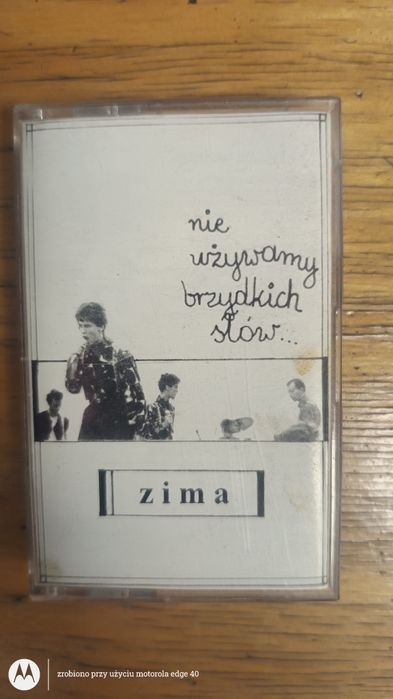 nie
używamy
brzydkich
słów...
zima
zrobiono przy użyciu motorola edge 40